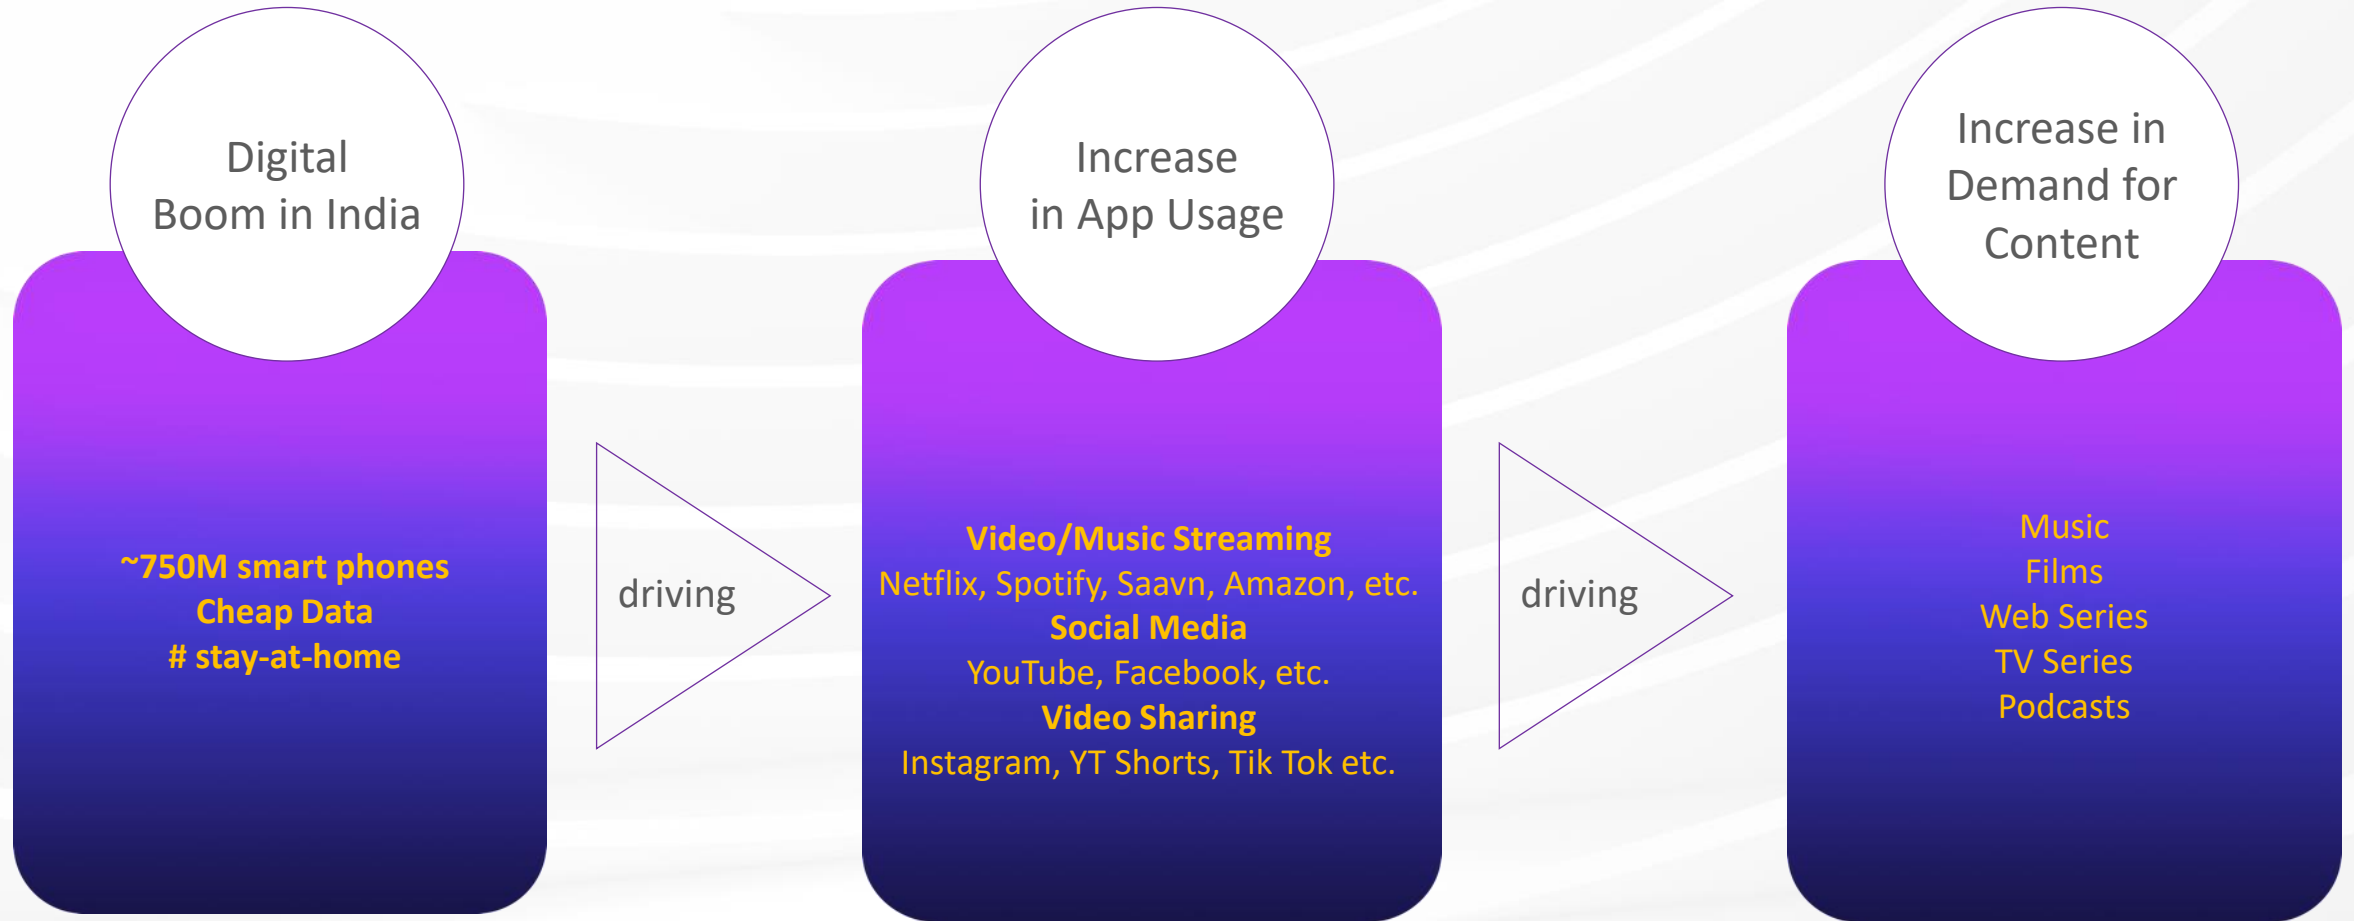 Digital
Boom in India
~750M smart phones
Cheap Data
# stay-at-home
driving
Increase
in App Usage
Video/Music Streaming
Netflix, Spotify, Saavn, Amazon, etc.
Social Media
YouTube, Facebook, etc.
Video Sharing
Instagram, YT Shorts, Tik Tok etc.
driving
Increase in
Demand for
Content
Music
Films
Web Series
TV Series
Podcasts